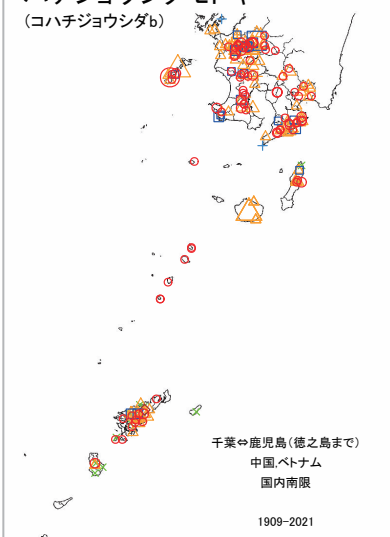 (コハチジョウシダb)
千葉⇔鹿児島(徳之島まで)
中国,ベトナム
国内南限
1909-2021